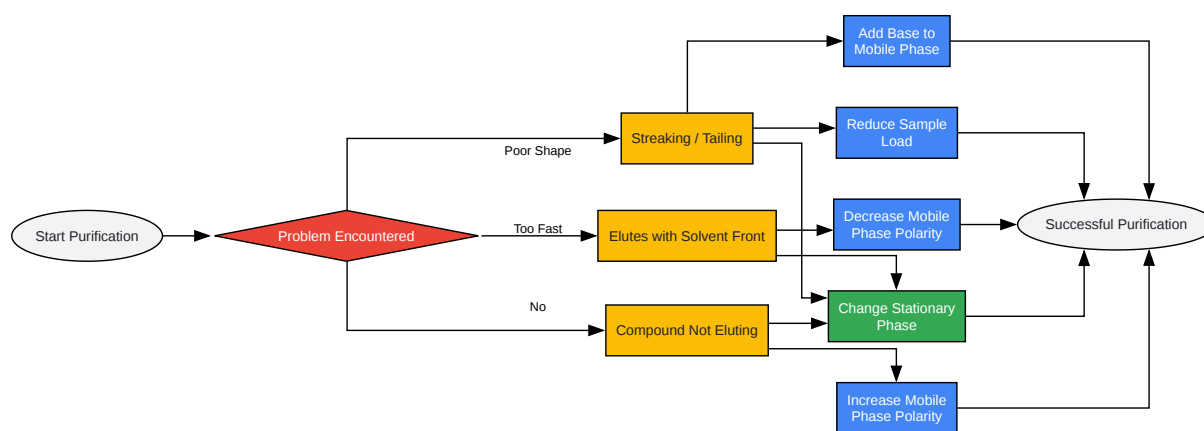 Add Base to
Mobile Phase
Streaking / Tailing
Reduce Sample
Load
Poor Shape
Start Purification
Problem Encountered
Too Fast
Elutes with Solvent Front
Decrease Mobile
Phase Polarity
Successful Purification
No
Compound Not Eluting
Change Stationary
Phase
Increase Mobile
Phase Polarity